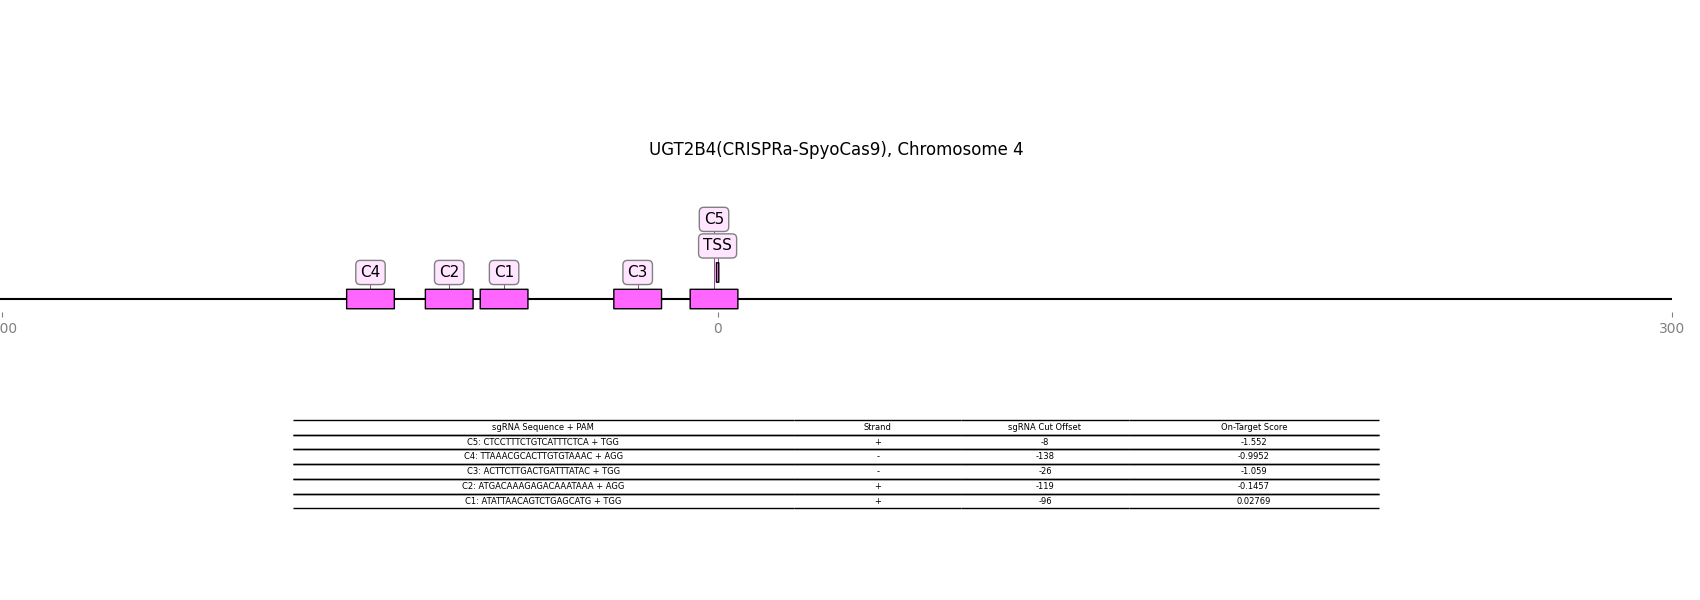 UGT2B4(CRISPRa-SpyoCas9), Chromosome 4
C5
TSS
C4 C2 C1 C3
00 0 300
sgRNA Sequence + PAM Strand sgRNA Cut Offset On-Target Score
C5: CTCCTTTCTGTCATTTCTCA + TGG + -8 -1.552
C4: TTAAACGCACTTGTGTAAAC + AGG - -138 -0.9952
C3: ACTTCTTGACTGATTTATAC + TGG - -26 -1.059
C2: ATGACAAAGAGACAAATAAA + AGG + -119 -0.1457
C1: ATATTAACAGTCTGAGCATG + TGG + -96 0.02769